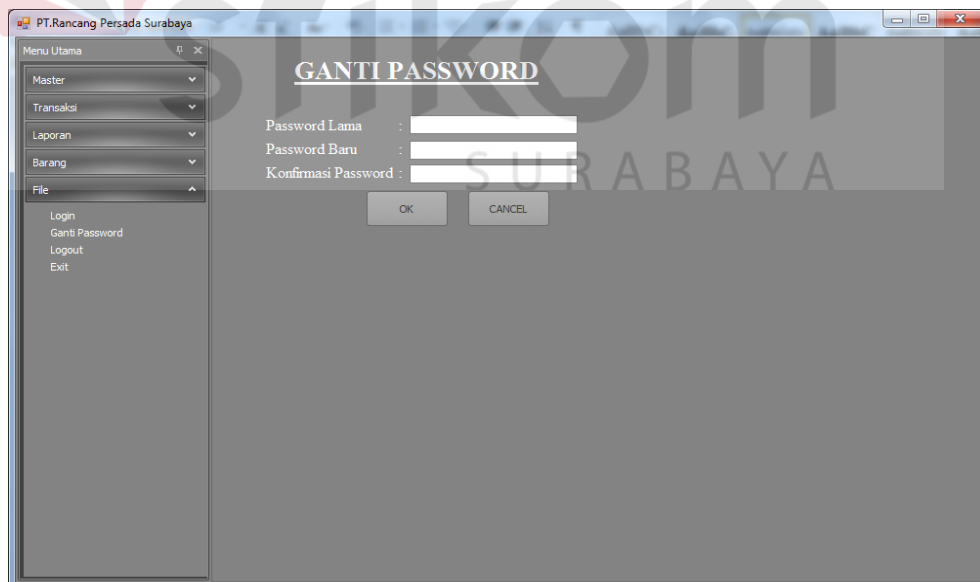 PT.Rancang Persada Surabaya
Menu Utama
Master
Transaksi
Laporan
Barang
File
Login
Ganti Password
Logout
Exit
GANTI PASSWORD
Password Lama :
Password Baru :
Konfirmasi Password :
OK CANCEL
stikom
SURABAYA